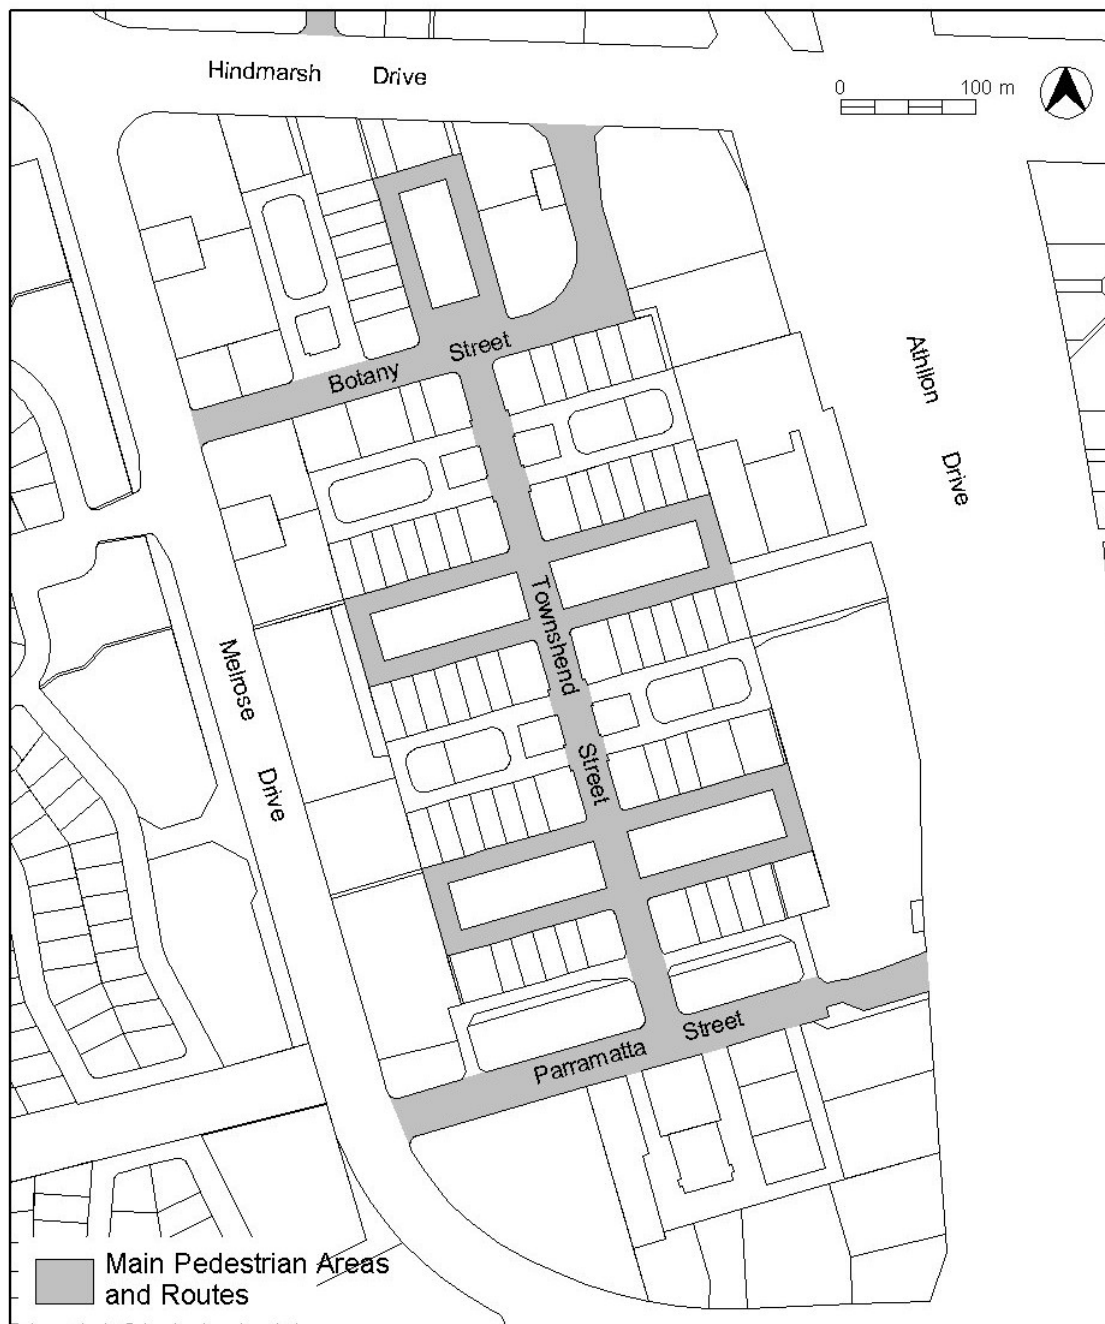 Hindmarsh Drive
0 100 m
Botany Street
Athllon Drive
Townshend Street
Melrose Drive
Parramatta Street
Main Pedestrian Areas
and Routes